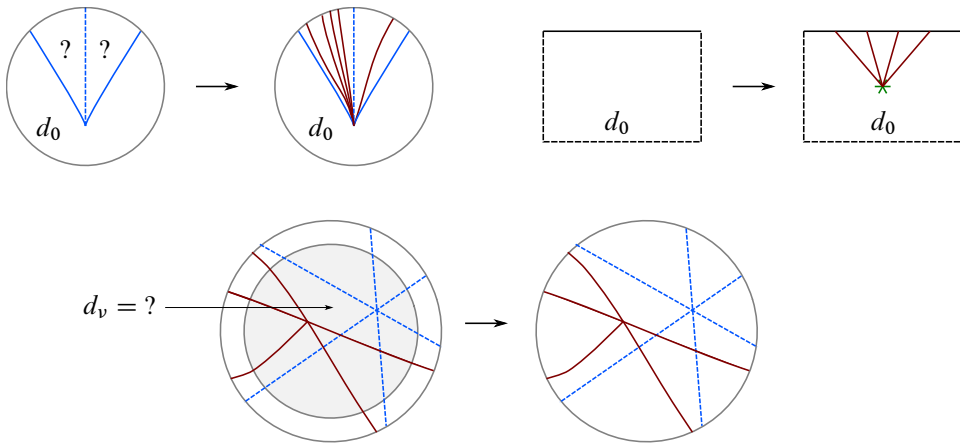 ? ?
d₀
d₀
d₀
d₀
dᵥ = ?